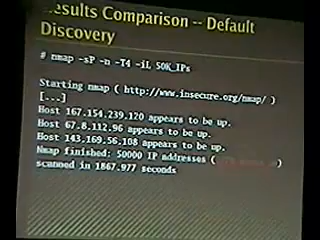 Results Comparison -- Default
Discovery
# nmap -sP -n -T4 -iL 50K_IPs
Starting nmap ( http://www.insecure.org/nmap/ )
[...]
Host 167.154.239.120 appears to be up.
Host 67.8.112.96 appears to be up.
Host 143.169.56.108 appears to be up.
Nmap finished: 50000 IP addresses (
scanned in 1867.977 seconds